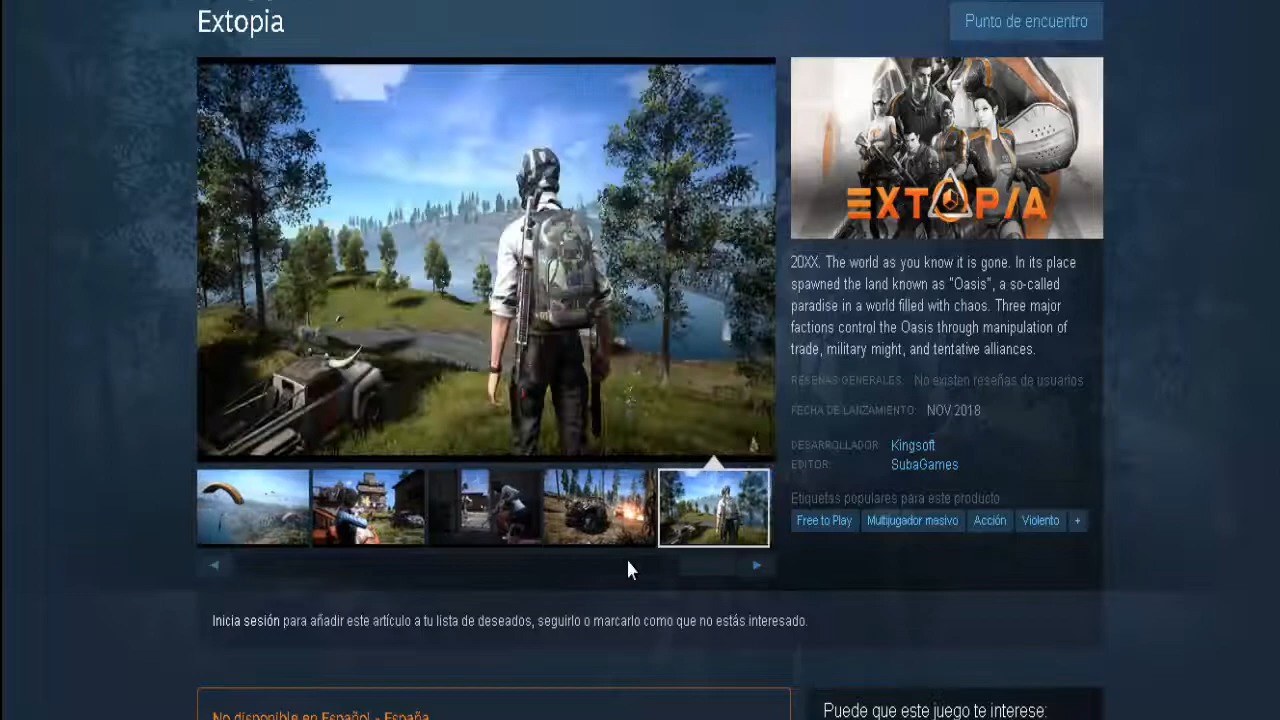 Extopia
Punto de encuentro
EXTOPIA
20XX. The world as you know it is gone. In its place
spawned the land known as "Oasis", a so-called
paradise in a world filled with chaos. Three major
factions control the Oasis through manipulation of
trade, military might, and tentative alliances.
RESEÑAS GENERALES: No existen reseñas de usuarios
FECHA DE LANZAMIENTO: NOV 2018
DESARROLLADOR: Kingsoft
EDITOR: SubaGames
Etiquetas populares para este producto
Free to Play Multijugador masivo Acción Violento +
Inicia sesión para añadir este artículo a tu lista de deseados, seguirlo o marcarlo como que no estás interesado.
No disponible en Español - España
Puede que este juego te interese: